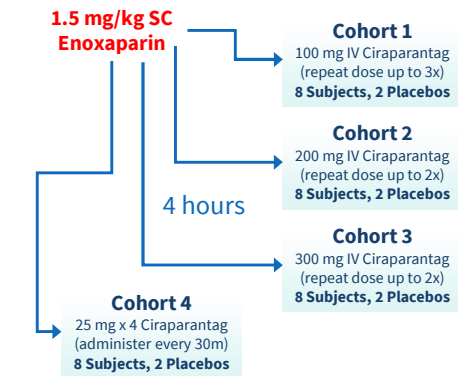 1.5 mg/kg SC
Enoxaparin
Cohort 1
100 mg IV Ciraparantag
(repeat dose up to 3x)
8 Subjects, 2 Placebos
Cohort 2
200 mg IV Ciraparantag
(repeat dose up to 2x)
8 Subjects, 2 Placebos
4 hours
Cohort 3
300 mg IV Ciraparantag
(repeat dose up to 2x)
8 Subjects, 2 Placebos
Cohort 4
25 mg x 4 Ciraparantag
(administer every 30m)
8 Subjects, 2 Placebos